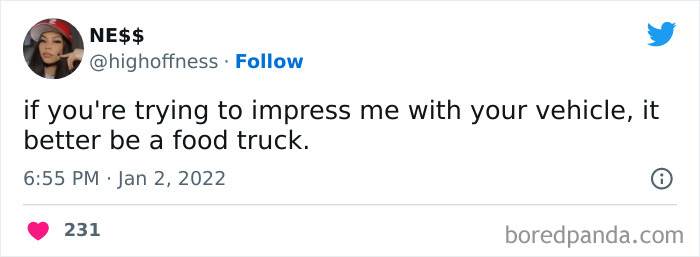 NE$$
@highoffness · Follow
if you're trying to impress me with your vehicle, it
better be a food truck.
6:55 PM · Jan 2, 2022
231
boredpanda.com